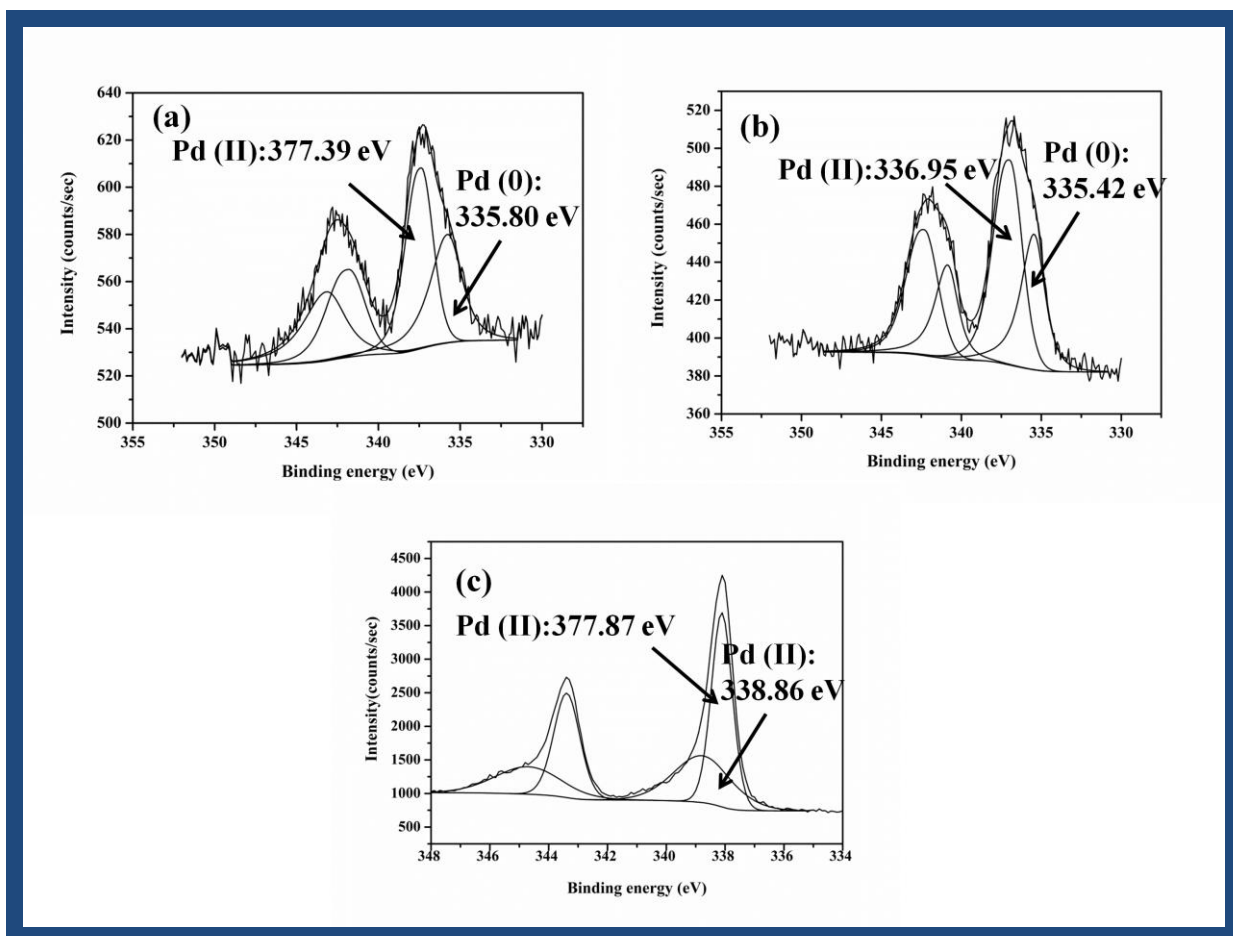 (a)
Pd (II):377.39 eV
Pd (0):
335.80 eV
640
620
600
580
560
540
520
500
355
350
345
340
335
330
Intensity (counts/sec)
Binding energy (eV)
(b)
Pd (II):336.95 eV
Pd (0):
335.42 eV
520
500
480
460
440
420
400
380
360
355
350
345
340
335
330
Intensity (counts/sec)
Binding energy (eV)
(c)
Pd (II):377.87 eV
Pd (II):
338.86 eV
4500
4000
3500
3000
2500
2000
1500
1000
500
348
346
344
342
340
338
336
334
Intensity(counts/sec)
Binding energy (eV)